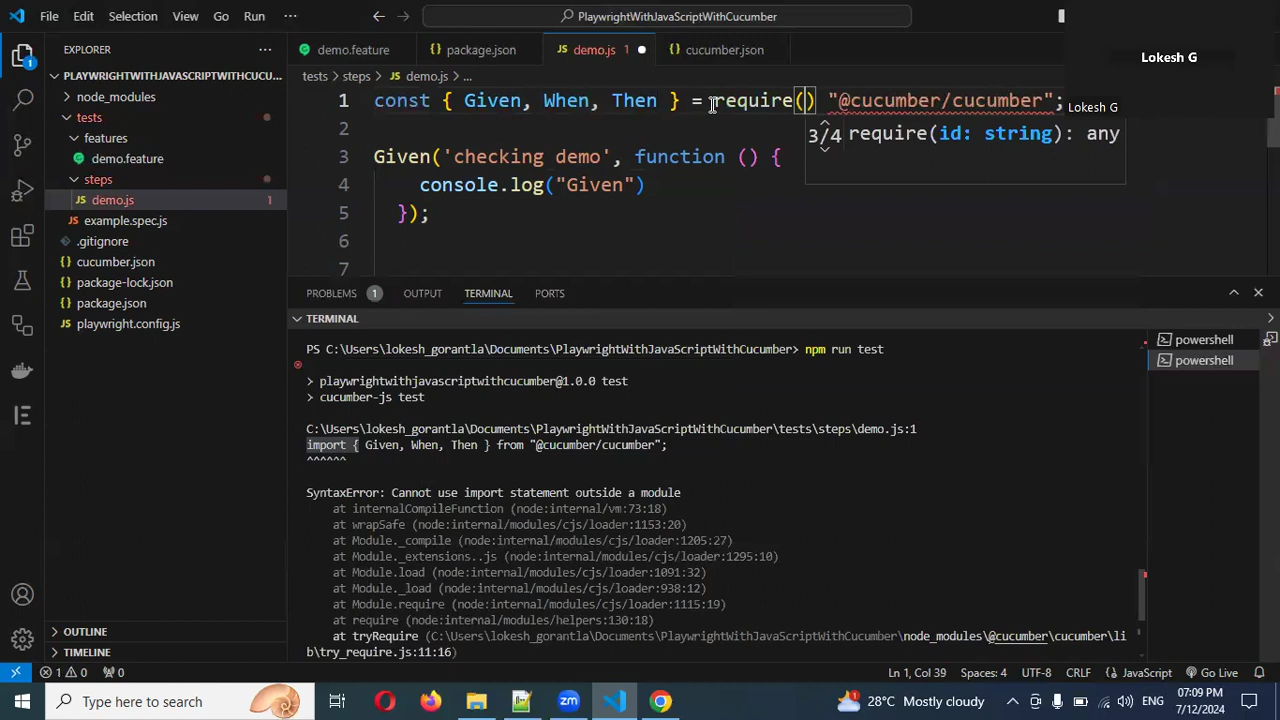 File Edit Selection View Go Run ··· PlaywrightWithJavaScriptWithCucumber
Lokesh G
Lokesh G
EXPLORER ···
PLAYWRIGHTWITHJAVASCRIPTWITHCUCU...
node_modules
tests
features
demo.feature
steps
JS demo.js 1
JS example.spec.js
.gitignore
{} cucumber.json
{} package-lock.json
{} package.json
JS playwright.config.js
OUTLINE
TIMELINE
1
demo.feature {} package.json JS demo.js 1 {} cucumber.json
tests > steps > JS demo.js > ...
1 const { Given, When, Then } = require() "@cucumber/cucumber";
3/4 require(id: string): any
2
3 Given('checking demo', function () {
4 console.log("Given")
5 });
6
7
PROBLEMS 1 OUTPUT TERMINAL PORTS
TERMINAL
PS C:\Users\lokesh_gorantla\Documents\PlaywrightWithJavaScriptWithCucumber> npm run test
> playwrightwithjavascriptwithcucumber@1.0.0 test
> cucumber-js test
C:\Users\lokesh_gorantla\Documents\PlaywrightWithJavaScriptWithCucumber\tests\steps\demo.js:1
import { Given, When, Then } from "@cucumber/cucumber";
^^^^^^
SyntaxError: Cannot use import statement outside a module
at internalCompileFunction (node:internal/vm:73:18)
at wrapSafe (node:internal/modules/cjs/loader:1153:20)
at Module._compile (node:internal/modules/cjs/loader:1205:27)
at Module._extensions..js (node:internal/modules/cjs/loader:1295:10)
at Module.load (node:internal/modules/cjs/loader:1091:32)
at Module._load (node:internal/modules/cjs/loader:938:12)
at Module.require (node:internal/modules/cjs/loader:1115:19)
at require (node:internal/modules/helpers:130:18)
at tryRequire (C:\Users\lokesh_gorantla\Documents\PlaywrightWithJavaScriptWithCucumber\node_modules\@cucumber\cucumber\li
b\try_require.js:11:16)
powershell
powershell
1 0 0 Ln 1, Col 39 Spaces: 4 UTF-8 CRLF {} JavaScript Go Live
Type here to search zm 28°C Mostly cloudy ENG 07:09 PM
7/12/2024